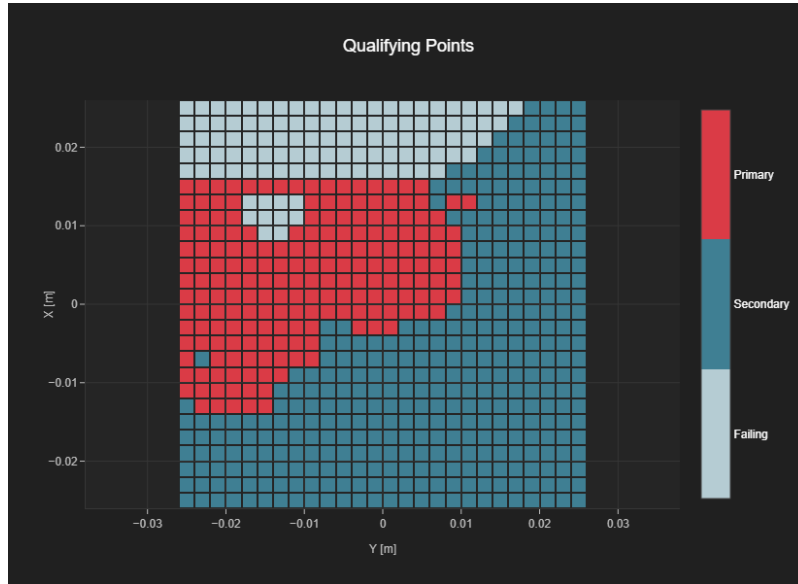 Qualifying Points
0.02
0.01
0
−0.01
−0.02
X [m]
−0.03
−0.02
−0.01
0
0.01
0.02
0.03
Y [m]
Primary
Secondary
Failing